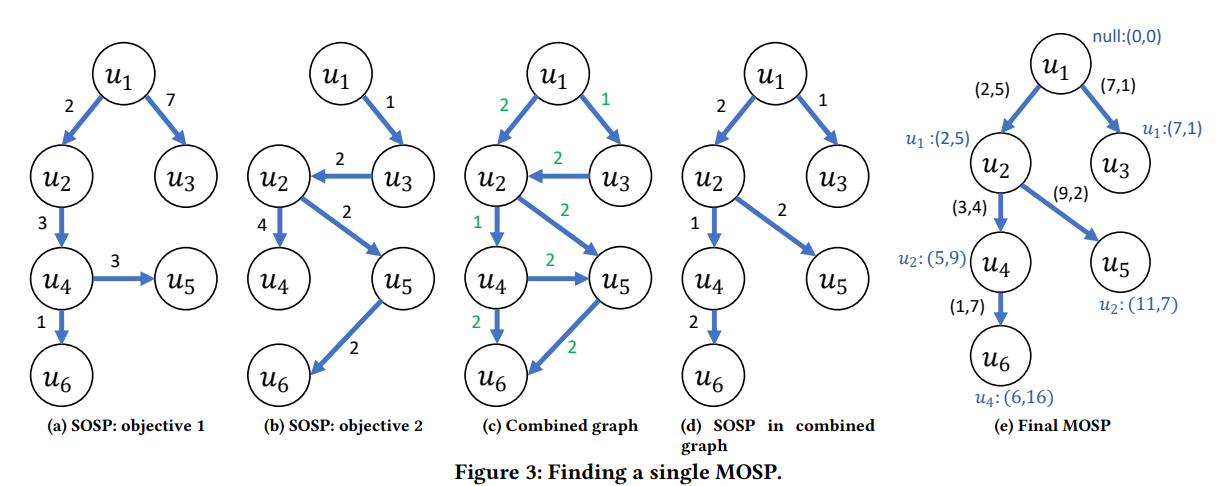 u1
2
7
u2
u3
3
u4
3
u5
1
u6
(a) SOSP: objective 1
u1
1
u2
2
u3
4
2
u4
u5
2
u6
(b) SOSP: objective 2
u1
2
1
u2
2
u3
1
2
u4
2
u5
2
2
u6
(c) Combined graph
u1
2
1
u2
u3
1
2
u4
u5
2
u6
(d) SOSP in combined
graph
null:(0,0)
u1
(2,5)
(7,1)
u1:(2,5)
u2
u1:(7,1)
u3
(3,4)
(9,2)
u2: (5,9)
u4
u5
u2: (11,7)
(1,7)
u6
u4: (6,16)
(e) Final MOSP
Figure 3: Finding a single MOSP.